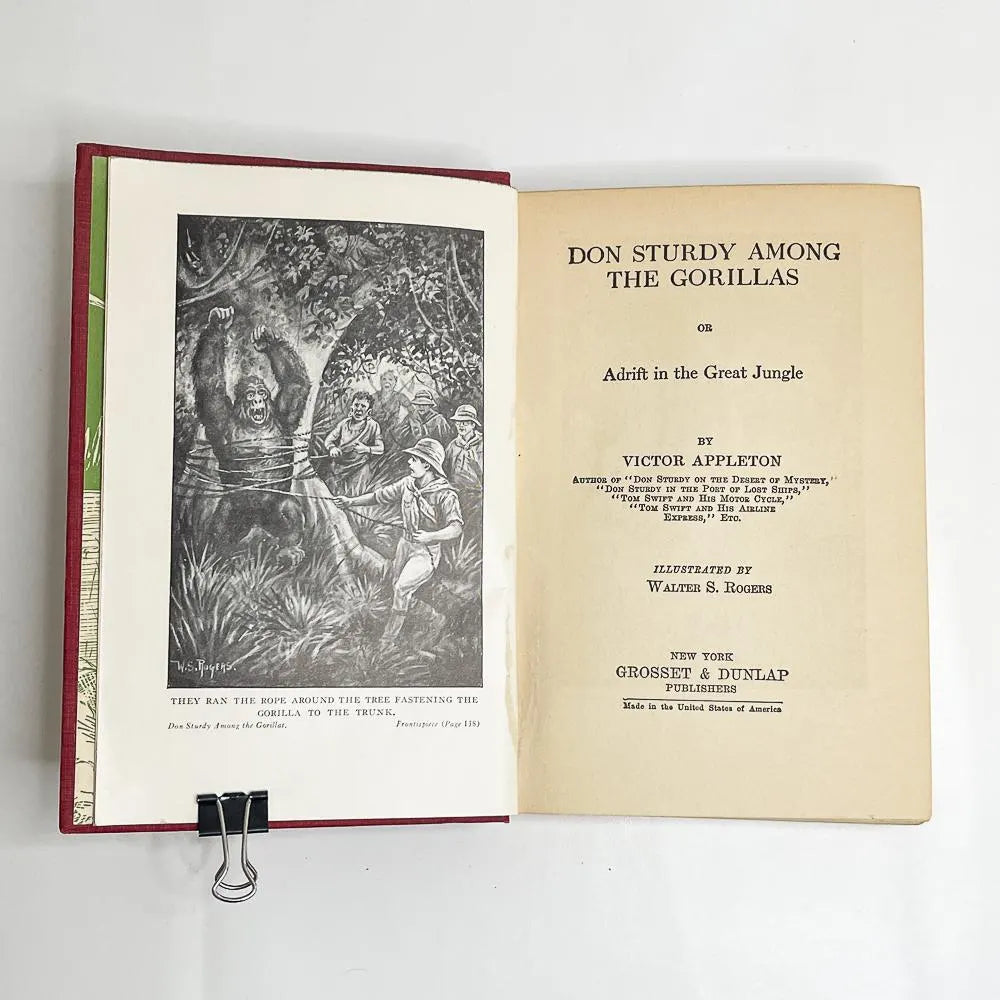 W.S. ROGERS.
THEY RAN THE ROPE AROUND THE TREE FASTENING THE
GORILLA TO THE TRUNK.
Don Sturdy Among the Gorillas. Frontispiece (Page 158)
DON STURDY AMONG
THE GORILLAS
OR
Adrift in the Great Jungle
BY
VICTOR APPLETON
AUTHOR OF "DON STURDY ON THE DESERT OF MYSTERY,"
"DON STURDY IN THE PORT OF LOST SHIPS,"
"TOM SWIFT AND HIS MOTOR CYCLE,"
"TOM SWIFT AND HIS AIRLINE
EXPRESS," ETC.
ILLUSTRATED BY
WALTER S. ROGERS
NEW YORK
GROSSET & DUNLAP
PUBLISHERS
Made in the United States of America